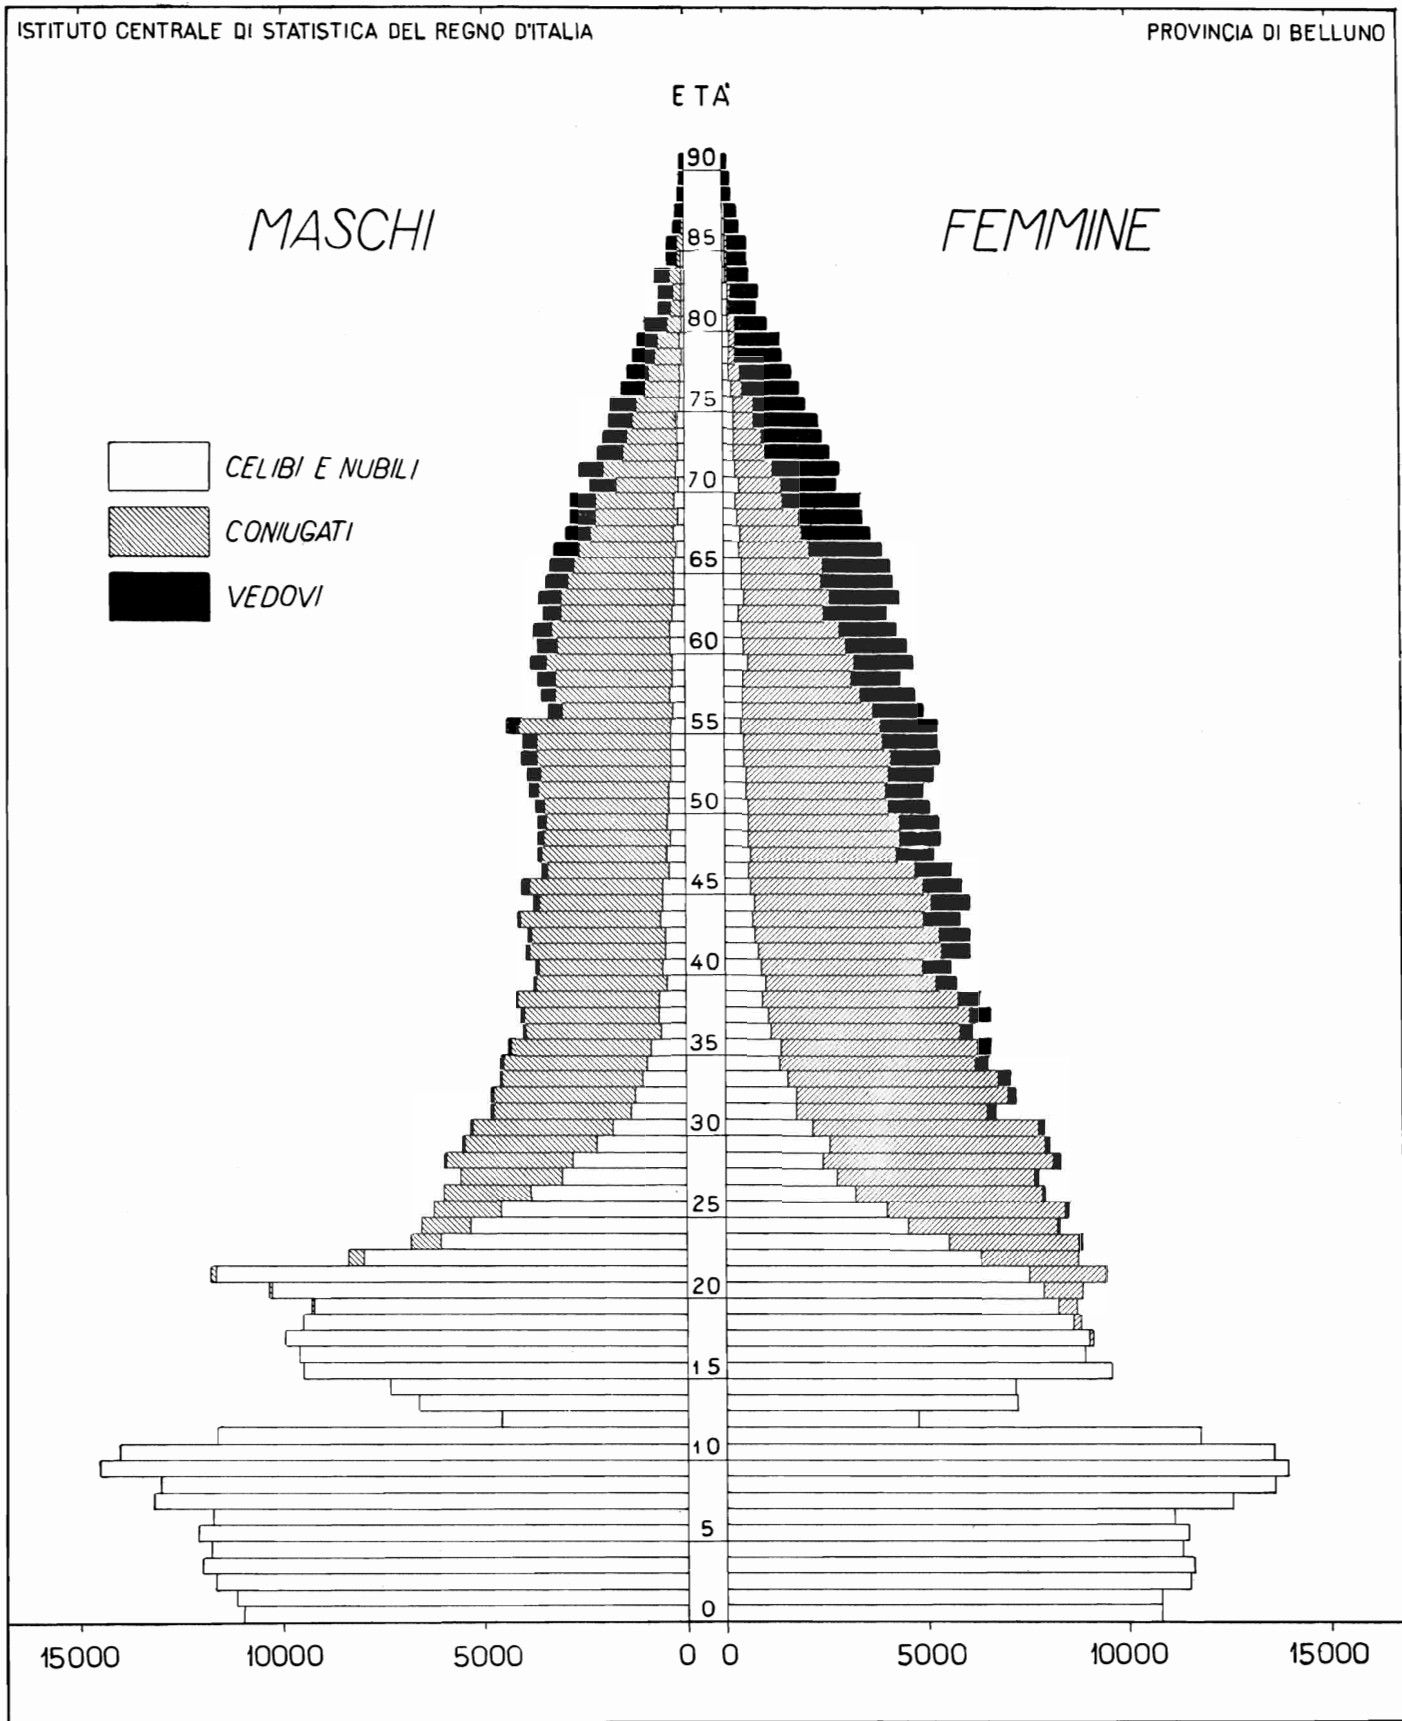 ISTITUTO CENTRALE DI STATISTICA DEL REGNO D'ITALIA
PROVINCIA DI BELLUNO
ETA'
MASCHI
FEMMINE
90
85
80
75
70
65
60
55
50
45
40
35
30
25
20
15
10
5
0
CELIBI E NUBILI
CONIUGATI
VEDOVI
15000 10000 5000 0 0 5000 10000 15000